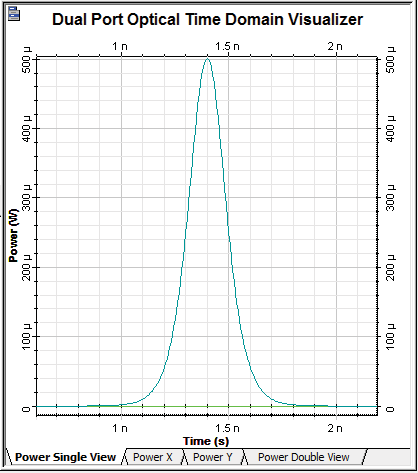 Dual Port Optical Time Domain Visualizer
1 n 1.5 n 2 n
500 µ 500 µ
400 µ 400 µ
Power (W)
300 µ 300 µ
200 µ 200 µ
100 µ 100 µ
0 0
1 n 1.5 n 2 n
Time (s)
Power Single View Power X Power Y Power Double View